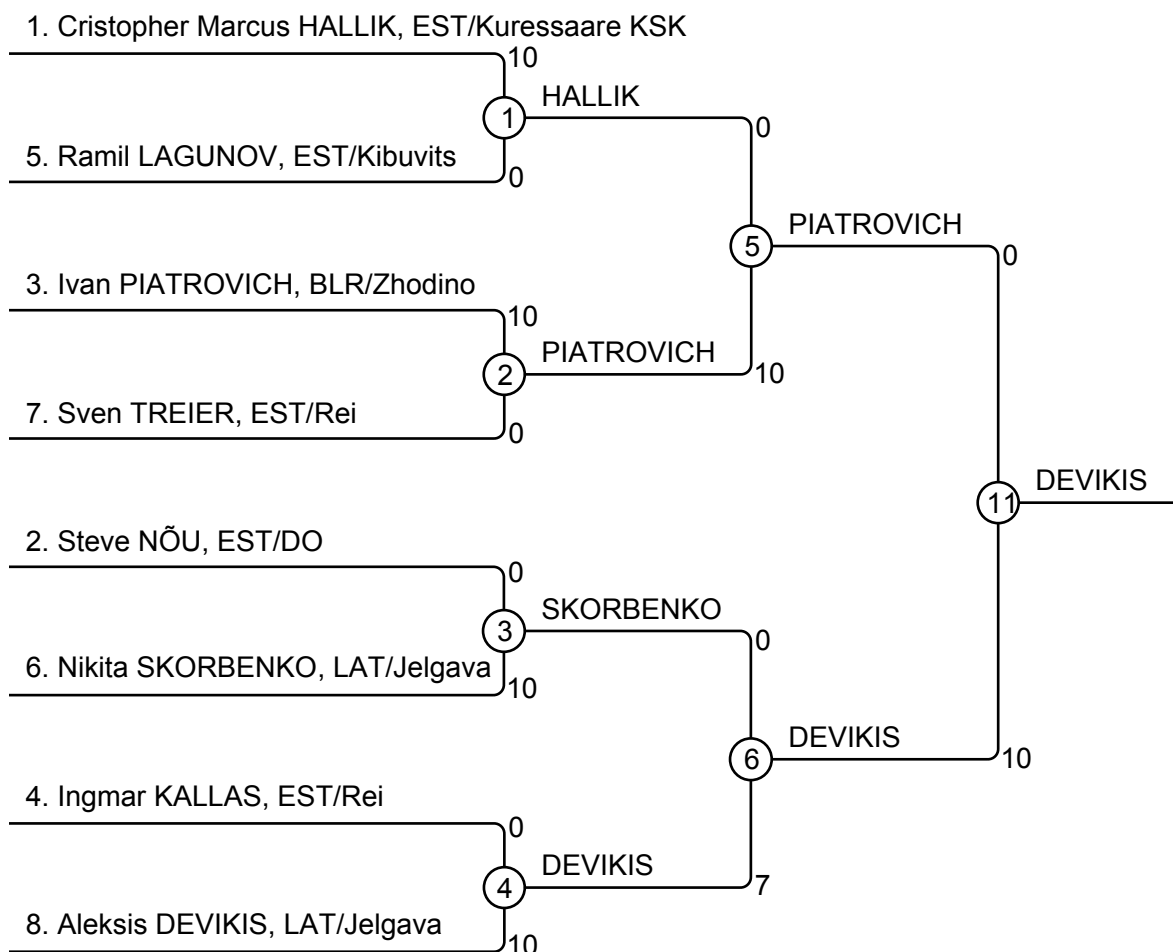 1. Cristopher Marcus HALLIK, EST/Kuressaare KSK
10
HALLIK
1
0
5. Ramil LAGUNOV, EST/Kibuvits
0
PIATROVICH
5
0
3. Ivan PIATROVICH, BLR/Zhodino
10
PIATROVICH
2
10
7. Sven TREIER, EST/Rei
0
DEVIKIS
11
2. Steve NÕU, EST/DO
0
SKORBENKO
3
0
6. Nikita SKORBENKO, LAT/Jelgava
10
DEVIKIS
6
10
4. Ingmar KALLAS, EST/Rei
0
DEVIKIS
4
7
8. Aleksis DEVIKIS, LAT/Jelgava
10